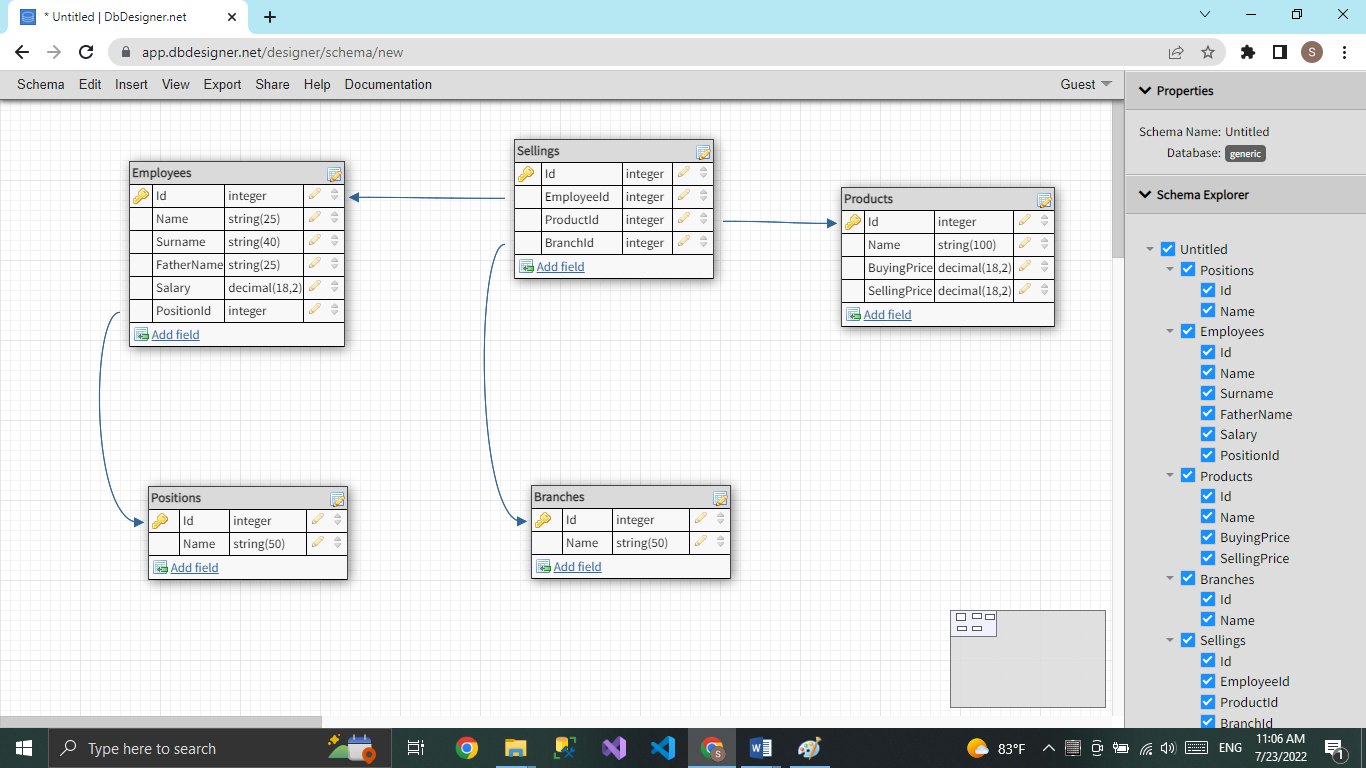 * Untitled | DbDesigner.net
app.dbdesigner.net/designer/schema/new
S
Schema Edit Insert View Export Share Help Documentation
Guest
Employees
Id integer
Name string(25)
Surname string(40)
FatherName string(25)
Salary decimal(18,2)
PositionId integer
Add field
Sellings
Id integer
EmployeeId integer
ProductId integer
BranchId integer
Add field
Products
Id integer
Name string(100)
BuyingPrice decimal(18,2)
SellingPrice decimal(18,2)
Add field
Positions
Id integer
Name string(50)
Add field
Branches
Id integer
Name string(50)
Add field
Properties
Schema Name: Untitled
Database: generic
Schema Explorer
Untitled
Positions
Id
Name
Employees
Id
Name
Surname
FatherName
Salary
PositionId
Products
Id
Name
BuyingPrice
SellingPrice
Branches
Id
Name
Sellings
Id
EmployeeId
ProductId
BranchId
Type here to search
S
83°F
ENG
11:06 AM
7/23/2022
1